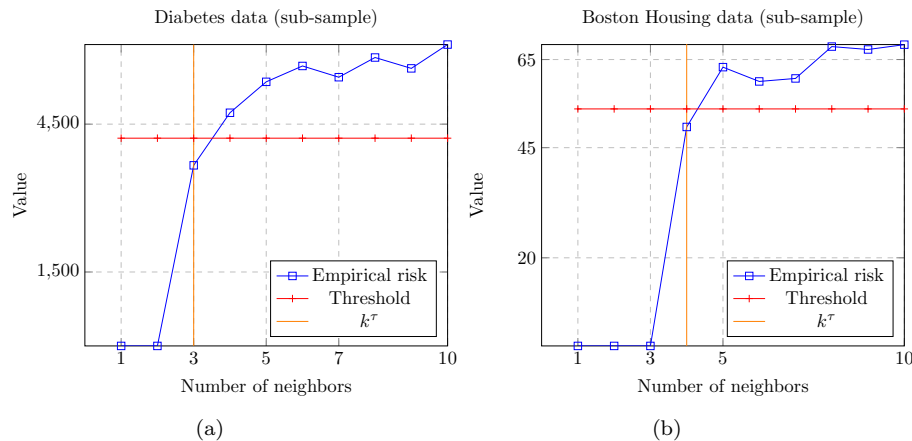 Diabetes data (sub-sample)
Value
4,500
1,500
1 3 5 7 10
Number of neighbors
Empirical risk
Threshold
k^τ
(a)
Boston Housing data (sub-sample)
Value
65
45
20
1 3 5 10
Number of neighbors
Empirical risk
Threshold
k^τ
(b)